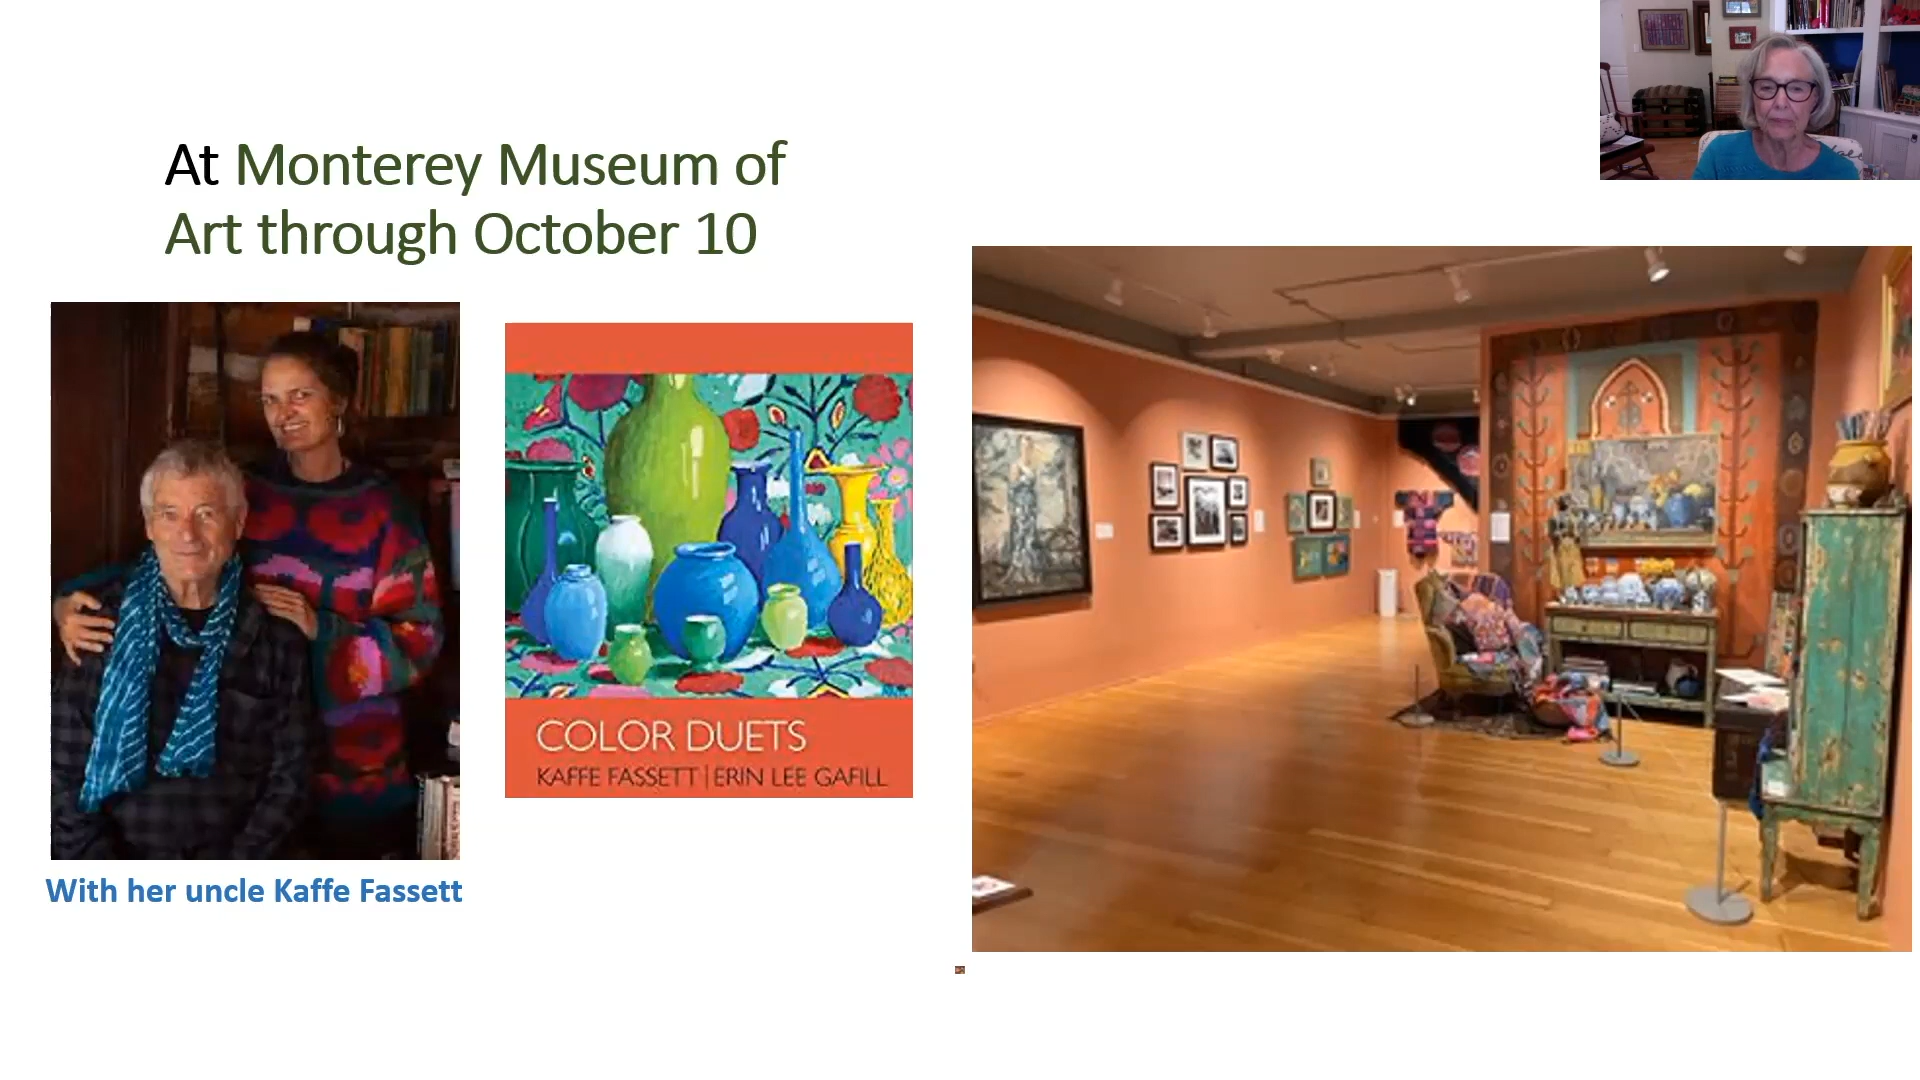 At Monterey Museum of
Art through October 10
COLOR DUETS
KAFFE FASSETT | ERIN LEE GAFILL
With her uncle Kaffe Fassett